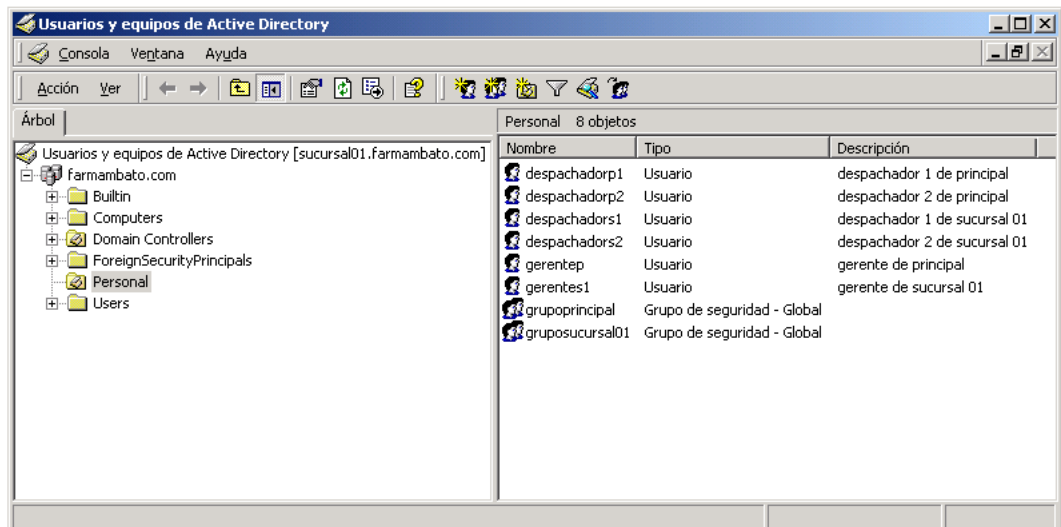 Usuarios y equipos de Active Directory
Consola Ventana Ayuda
Acción Ver
Árbol
Personal 8 objetos
Usuarios y equipos de Active Directory [sucursal01.farmambato.com]
farmambato.com
Builtin
Computers
Domain Controllers
ForeignSecurityPrincipals
Personal
Users
Nombre Tipo Descripción
despachadorp1 Usuario despachador 1 de principal
despachadorp2 Usuario despachador 2 de principal
despachadors1 Usuario despachador 1 de sucursal 01
despachadors2 Usuario despachador 2 de sucursal 01
gerentep Usuario gerente de principal
gerentes1 Usuario gerente de sucursal 01
grupoprincipal Grupo de seguridad - Global
gruposucursal01 Grupo de seguridad - Global